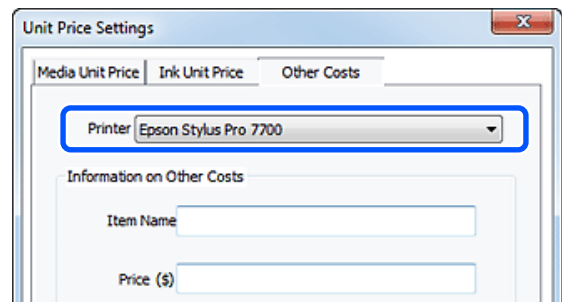 Unit Price Settings
Media Unit Price Ink Unit Price Other Costs
Printer Epson Stylus Pro 7700
Information on Other Costs
Item Name
Price ($)